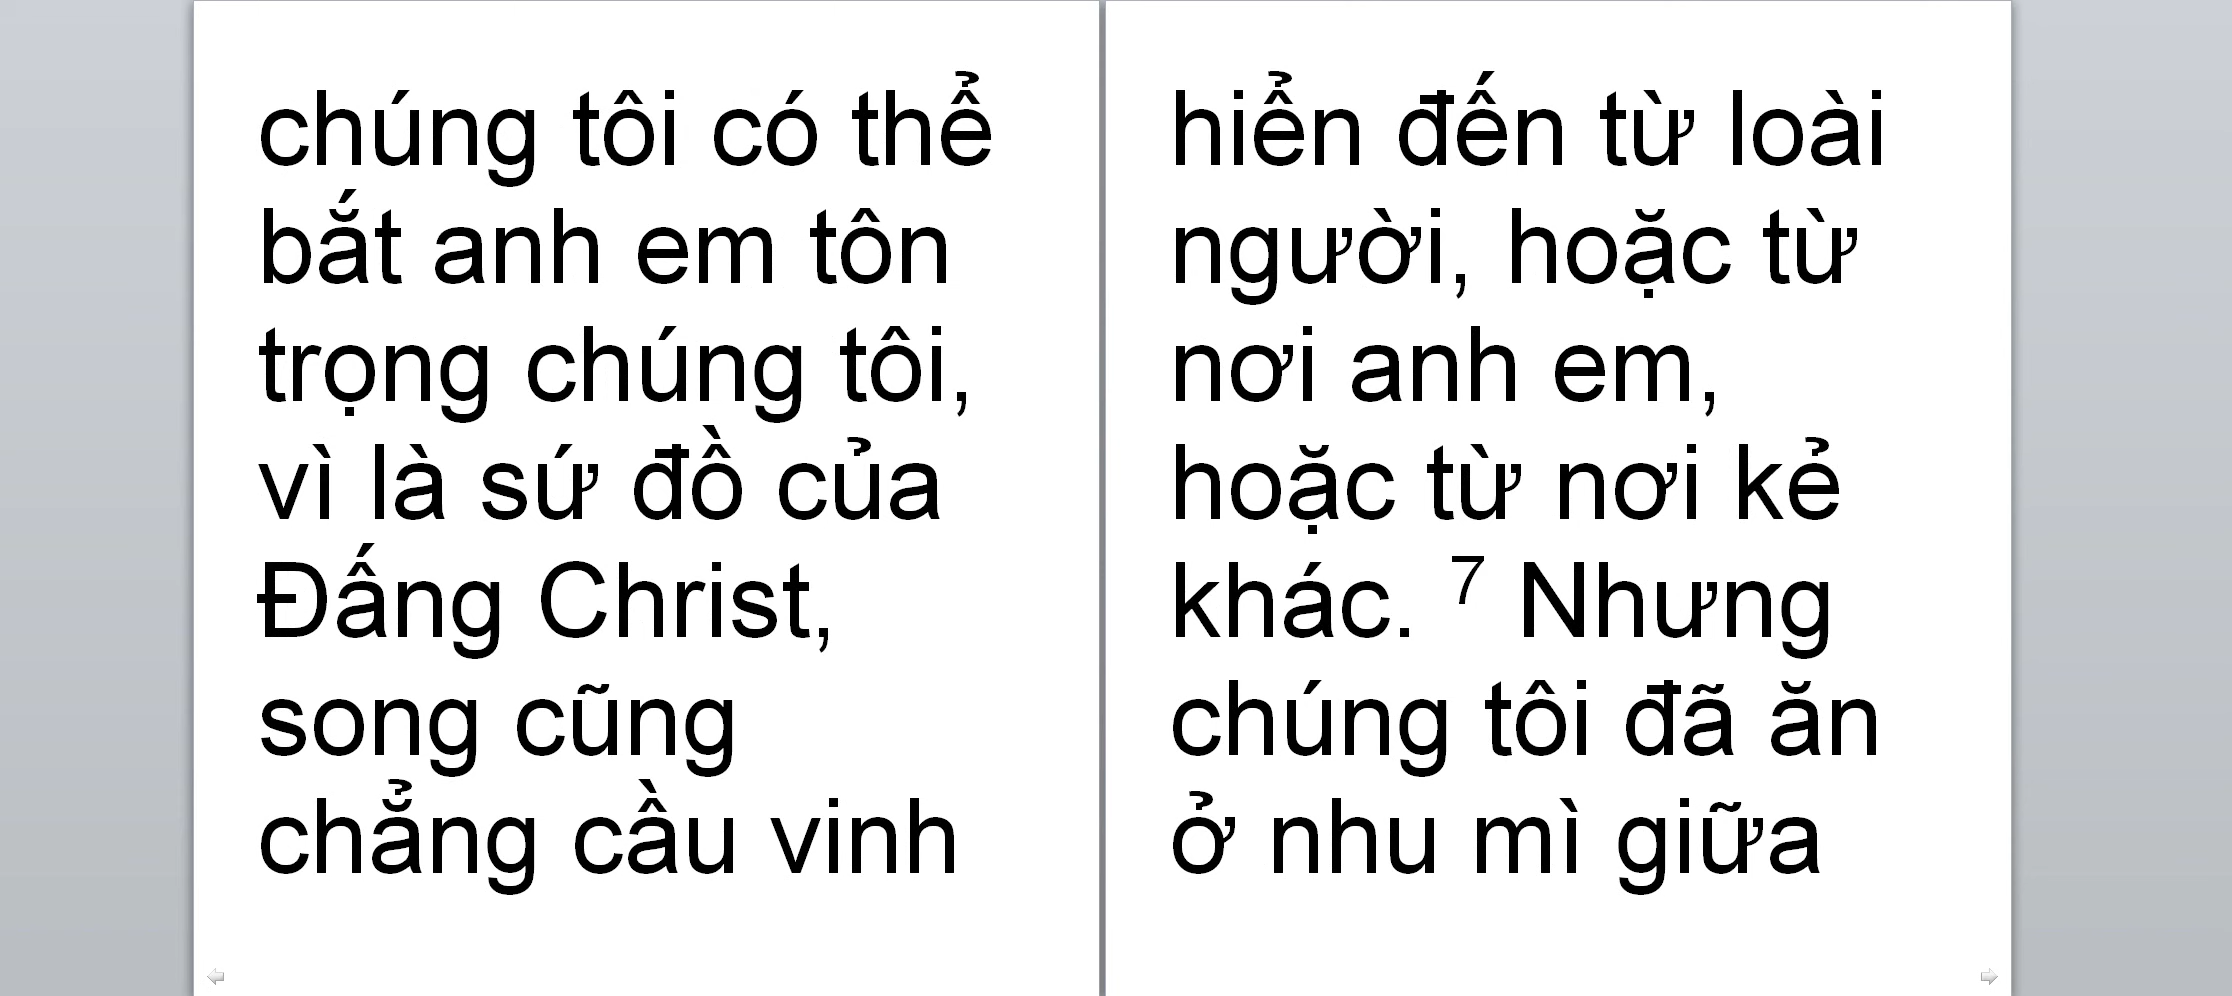 chúng tôi có thể
bắt anh em tôn
trọng chúng tôi,
vì là sứ đồ của
Đấng Christ,
song cũng
chẳng cầu vinh
hiển đến từ loài
người, hoặc từ
nơi anh em,
hoặc từ nơi kẻ
khác. 7 Nhưng
chúng tôi đã ăn
ở nhu mì giữa